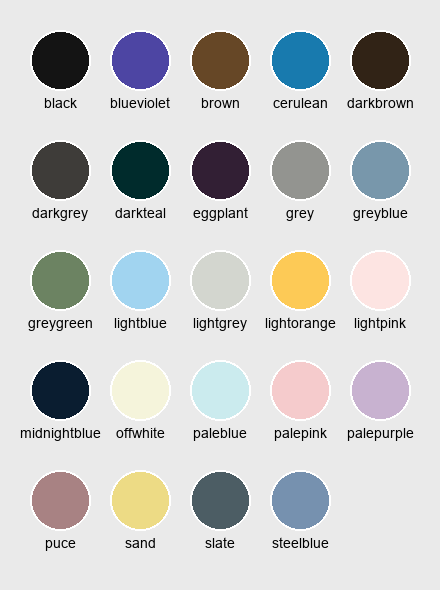 black blueviolet brown cerulean darkbrown
darkgrey darkteal eggplant grey greyblue
greygreen lightblue lightgrey lightorange lightpink
midnightblue offwhite paleblue palepink palepurple
puce sand slate steelblue